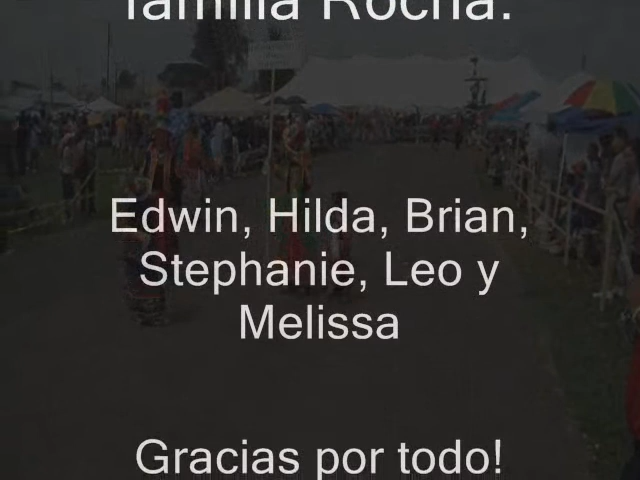 familia Rocha:
Edwin, Hilda, Brian,
Stephanie, Leo y
Melissa
Gracias por todo!